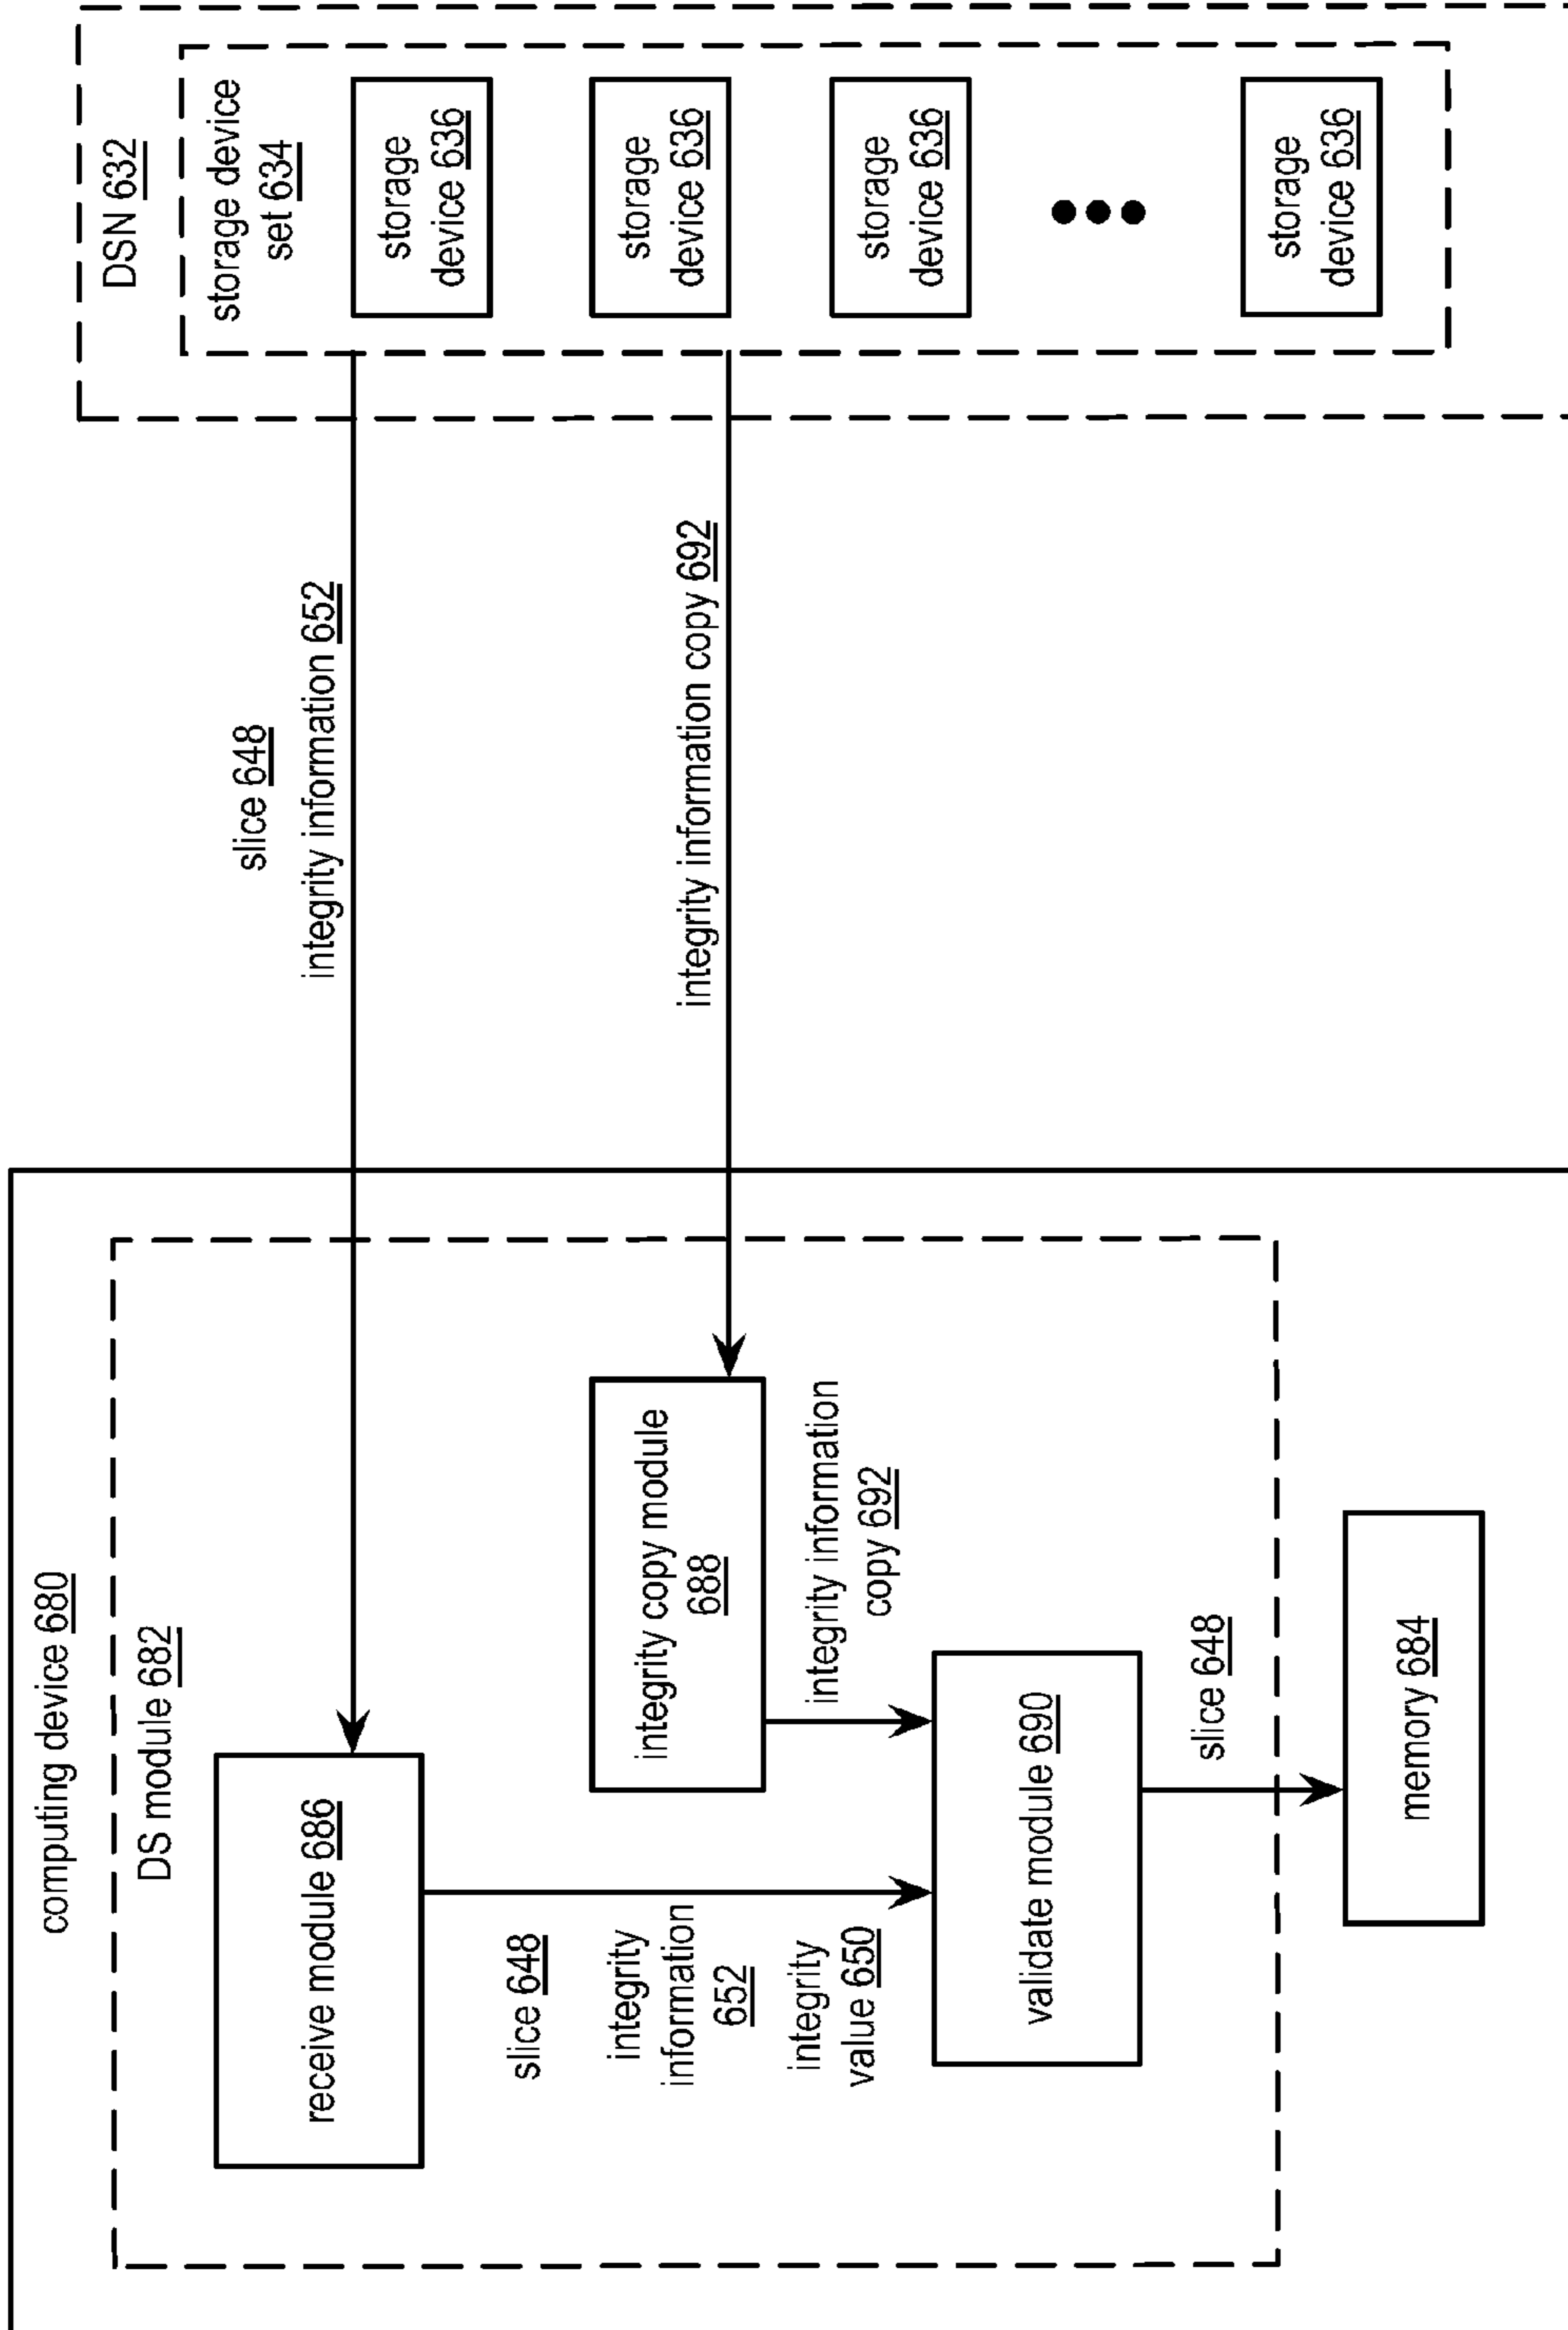 computing device 680
DS module 682
receive module 686
slice 648
integrity
information
652
integrity
value 650
integrity copy module
688
integrity information
copy 692
validate module 690
slice 648
memory 684
slice 648
integrity information 652
integrity information copy 692
DSN 632
storage device
set 634
storage
device 636
storage
device 636
storage
device 636
storage
device 636